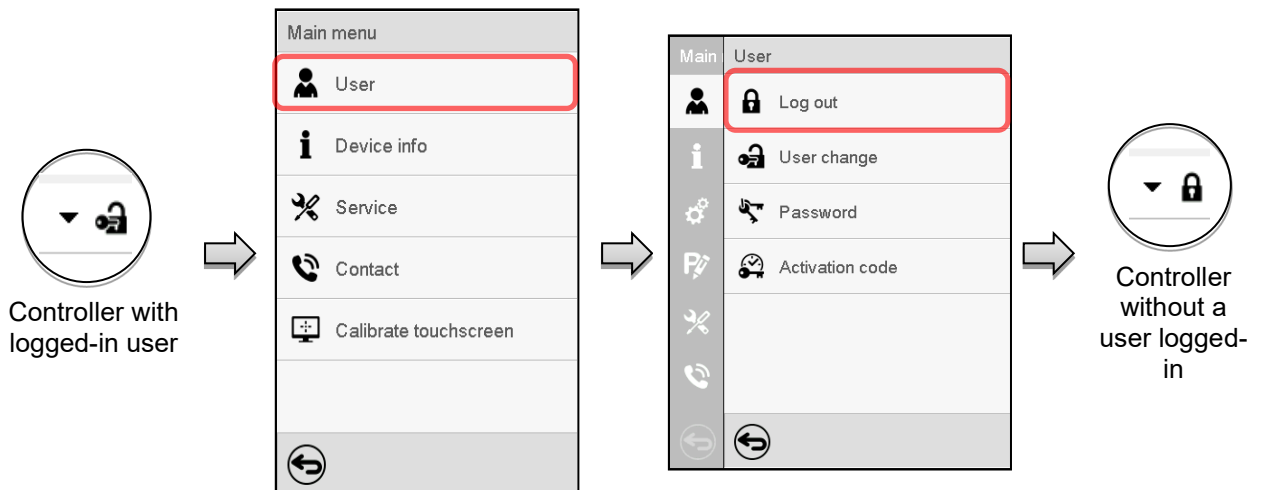 Controller with
logged-in user
Main menu
User
Device info
Service
Contact
Calibrate touchscreen
Main
User
Log out
User change
Password
Activation code
Controller
without a
user logged-
in